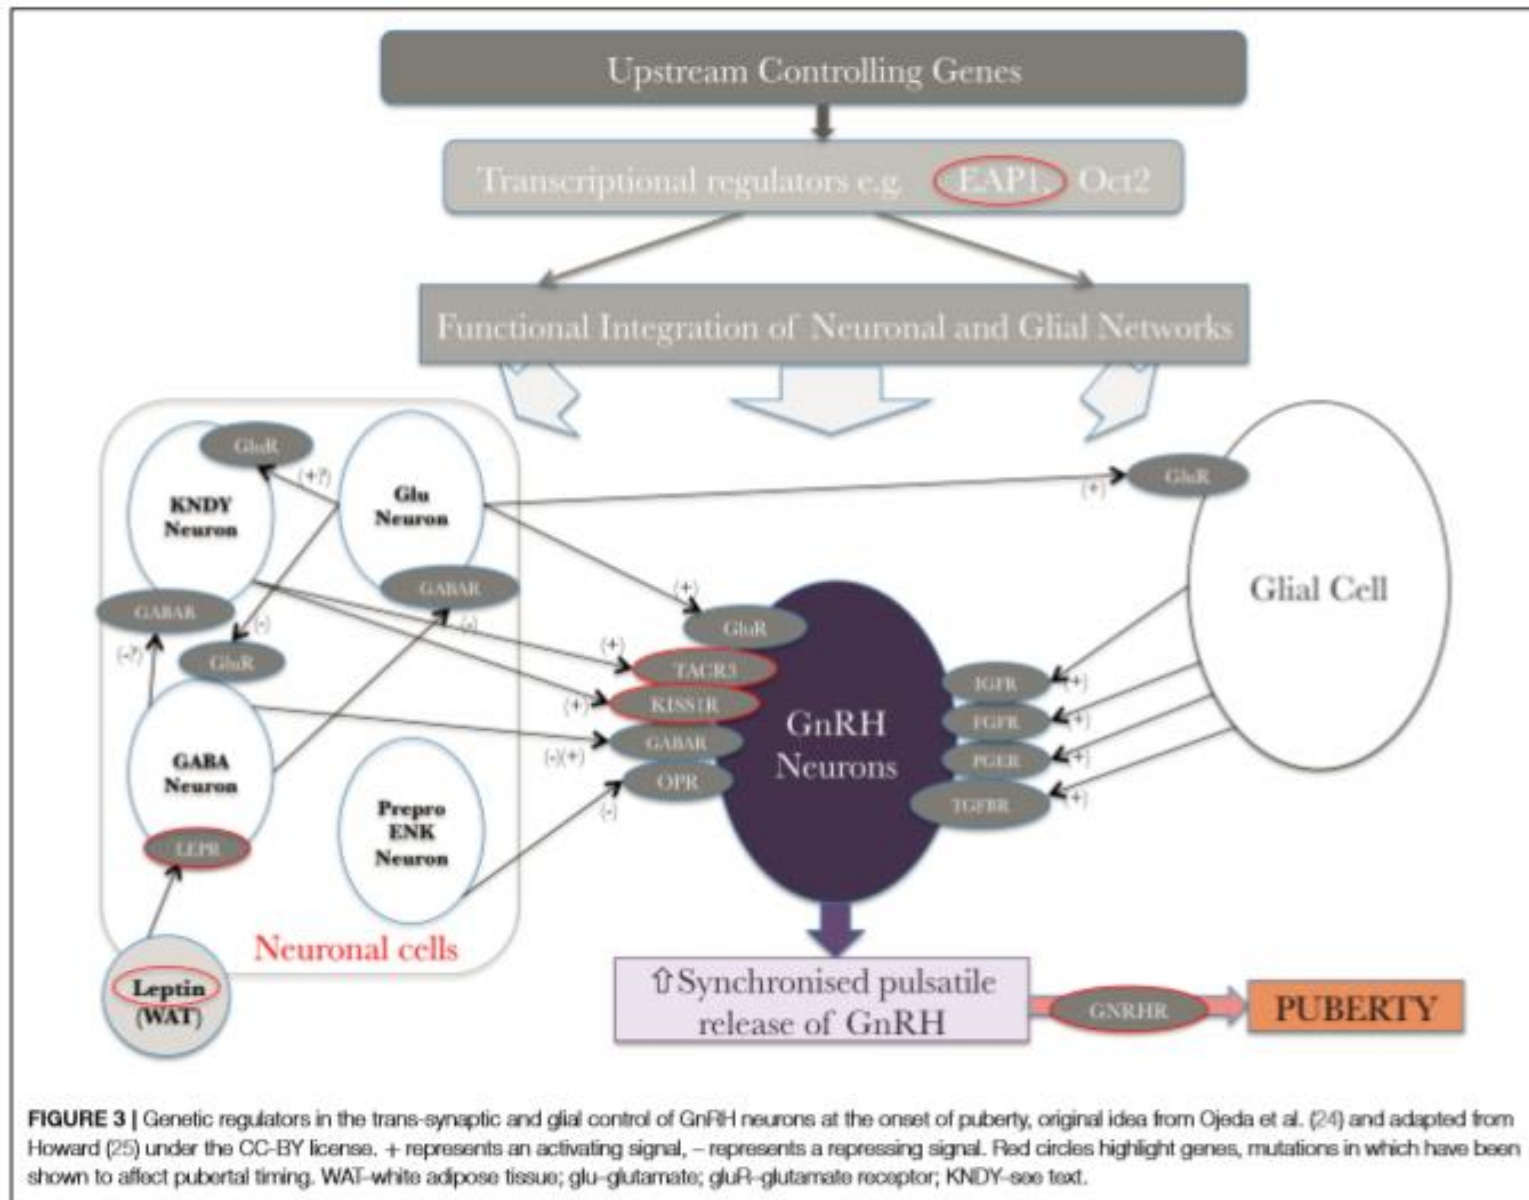 Upstream Controlling Genes
Transcriptional regulators e.g. EAP1, Oct2
Functional Integration of Neuronal and Glial Networks
GluR
KNDY
Neuron
(+?)
Glu
Neuron
GABAR
GABAR
(-?)
(-)
GluR
(-)
GABA
Neuron
LEPR
Prepro
ENK
Neuron
Neuronal cells
Leptin
(WAT)
(+)
GluR
(+)
TACR3
(+)
KISS1R
(-)(+)
GABAR
(-)
OPR
GnRH
Neurons
(+)
GluR
Glial Cell
IGFR
(+)
FGFR
(+)
PGER
(+)
TGFBR
(+)
⇧Synchronised pulsatile
release of GnRH
GNRHR
PUBERTY
FIGURE 3 | Genetic regulators in the trans-synaptic and glial control of GnRH neurons at the onset of puberty, original idea from Ojeda et al. (24) and adapted from
Howard (25) under the CC-BY license. + represents an activating signal, – represents a repressing signal. Red circles highlight genes, mutations in which have been
shown to affect pubertal timing. WAT–white adipose tissue; glu–glutamate; gluR–glutamate receptor; KNDY–see text.